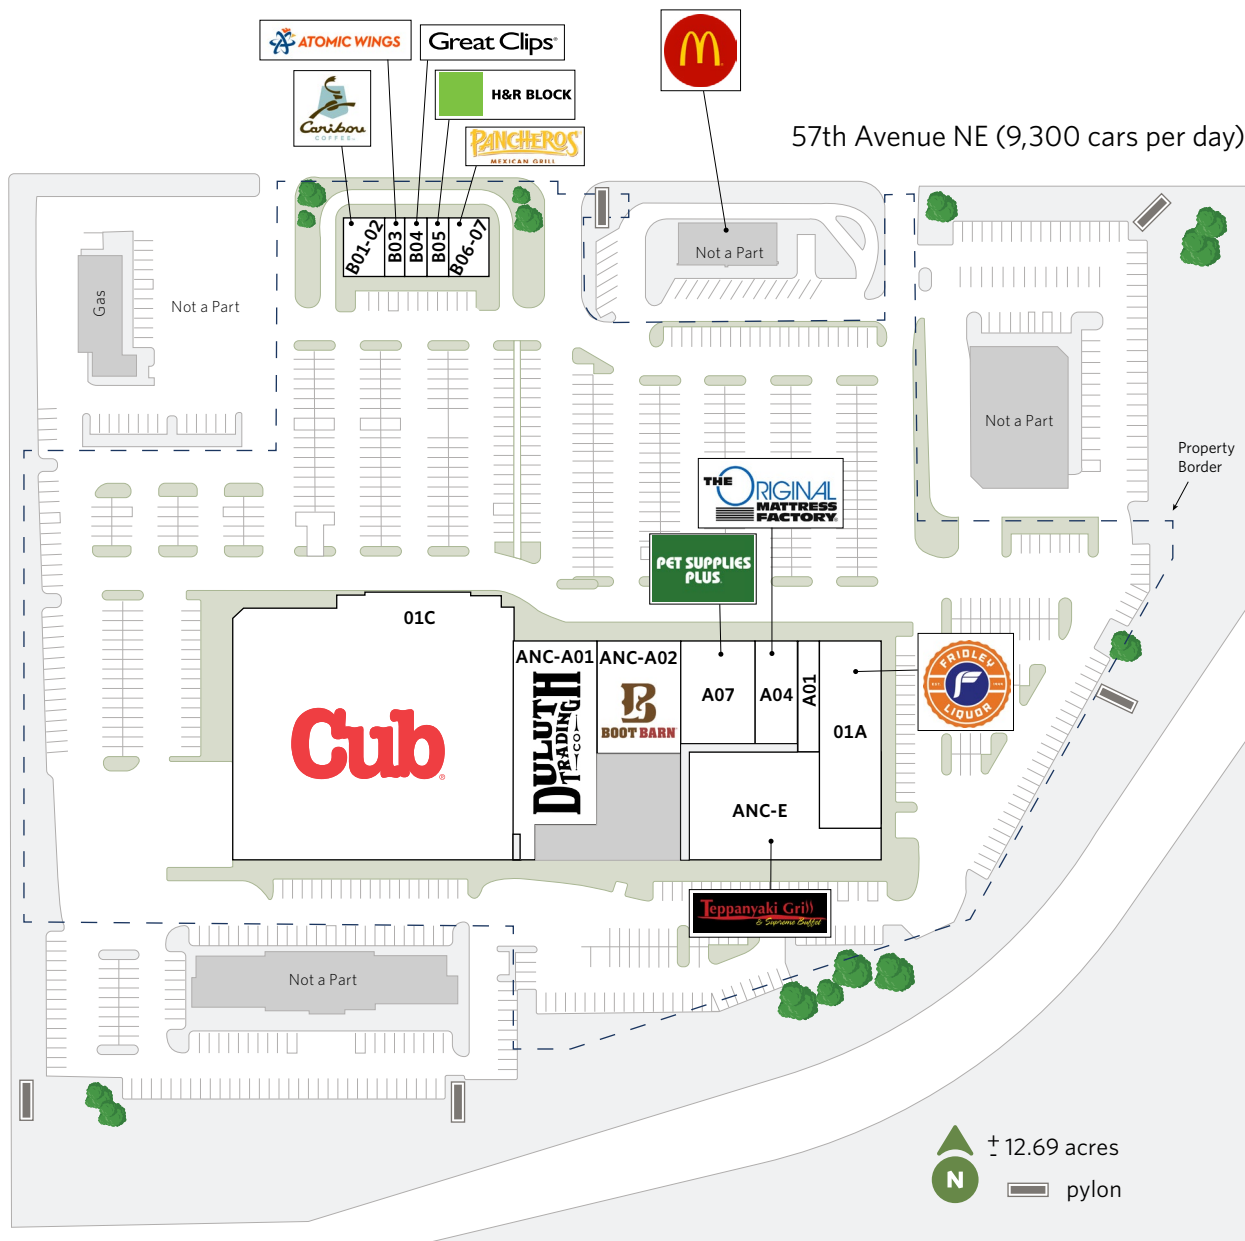 ATOMIC WINGS
Great Clips®
Caribou
COFFEE
H&R BLOCK
PANCHEROS
MEXICAN GRILL
57th Avenue NE (9,300 cars per day)
B01-02
B03
B04
B05
B06-07
Not a Part
Gas
Not a Part
Not a Part
Property
Border
THE ORIGINAL
MATTRESS
FACTORY®
PET SUPPLIES
PLUS
01C
ANC-A01
ANC-A02
A07
A04
A01
01A
FRIDLEY
F
LIQUOR
Cub®
DULUTH
TRADING
CO
B
BOOT BARN
ANC-E
Teppanyaki Grill
& Supreme Buffet
Not a Part
± 12.69 acres
N
pylon